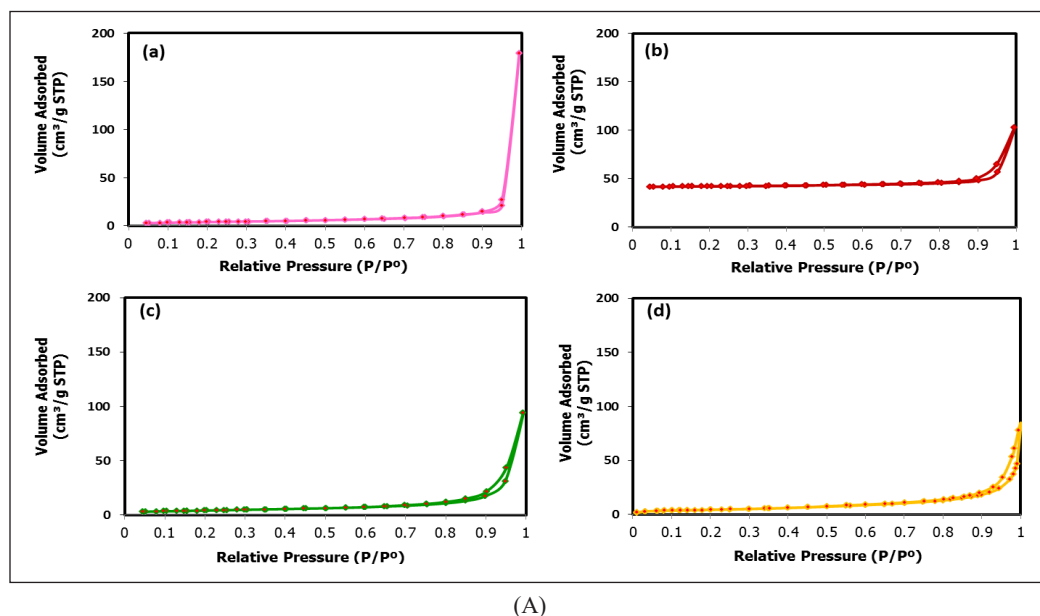 (a)
Volume Adsorbed
(cm³/g STP)
200
150
100
50
0
0 0.1 0.2 0.3 0.4 0.5 0.6 0.7 0.8 0.9 1
Relative Pressure (P/Pº)
(b)
Volume Adsorbed
(cm³/g STP)
200
150
100
50
0
0 0.1 0.2 0.3 0.4 0.5 0.6 0.7 0.8 0.9 1
Relative Pressure (P/Pº)
(c)
Volume Adsorbed
(cm³/g STP)
200
150
100
50
0
0 0.1 0.2 0.3 0.4 0.5 0.6 0.7 0.8 0.9 1
Relative Pressure (P/Pº)
(d)
Volume Adsorbed
(cm³/g STP)
200
150
100
50
0
0 0.1 0.2 0.3 0.4 0.5 0.6 0.7 0.8 0.9 1
Relative Pressure (P/Pº)
(A)